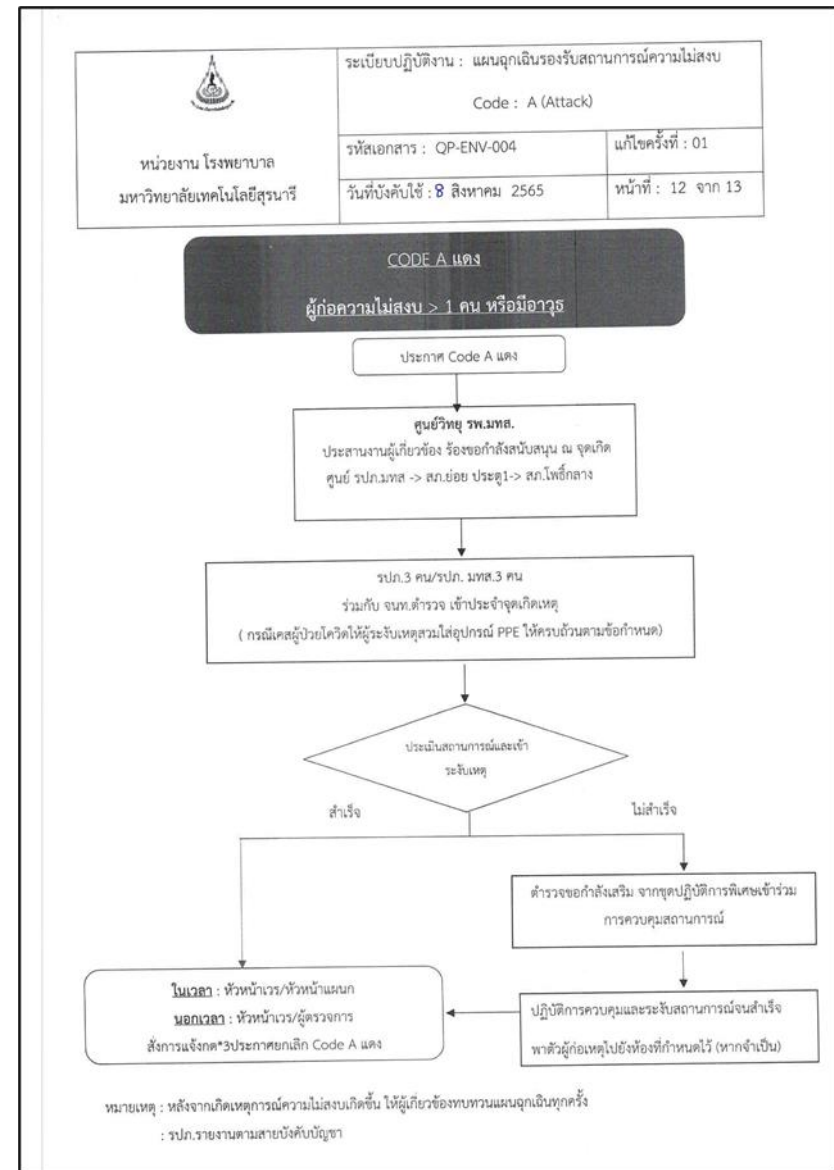 ระเบียบปฏิบัติงาน : แผนฉุกเฉินรองรับสถานการณ์ความไม่สงบ
Code : A (Attack)
หน่วยงาน โรงพยาบาล
มหาวิทยาลัยเทคโนโลยีสุรนารี
รหัสเอกสาร : QP-ENV-004
แก้ไขครั้งที่ : 01
วันที่บังคับใช้ : 8 สิงหาคม 2565
หน้าที่ : 12 จาก 13
CODE A แดง
ผู้ก่อความไม่สงบ > 1 คน หรือมีอาวุธ
ประกาศ Code A แดง
ศูนย์วิทยุ รพ.มทส.
ประสานงานผู้เกี่ยวข้อง ร้องขอกำลังสนับสนุน ณ จุดเกิด
ศูนย์ รปภ.มทส -> สภ.ย่อย ประตู1-> สภ.โพธิ์กลาง
รปภ.3 คน/รปภ. มทส.3 คน
ร่วมกับ จนท.ตำรวจ เข้าประจำจุดเกิดเหตุ
( กรณีเคสผู้ป่วยโควิดให้ผู้ระงับเหตุสวมใส่อุปกรณ์ PPE ให้ครบถ้วนตามข้อกำหนด)
ประเมินสถานการณ์และเข้า
ระงับเหตุ
สำเร็จ
ไม่สำเร็จ
ตำรวจขอกำลังเสริม จากชุดปฏิบัติการพิเศษเข้าร่วม
การควบคุมสถานการณ์
ปฏิบัติการควบคุมและระงับสถานการณ์จนสำเร็จ
พาตัวผู้ก่อเหตุไปยังห้องที่กำหนดไว้ (หากจำเป็น)
ในเวลา : หัวหน้าเวร/หัวหน้าแผนก
นอกเวลา : หัวหน้าเวร/ผู้ตรวจการ
สั่งการแจ้งกด*3ประกาศยกเลิก Code A แดง
หมายเหตุ : หลังจากเกิดเหตุการณ์ความไม่สงบเกิดขึ้น ให้ผู้เกี่ยวข้องทบทวนแผนฉุกเฉินทุกครั้ง
: รปภ.รายงานตามสายบังคับบัญชา